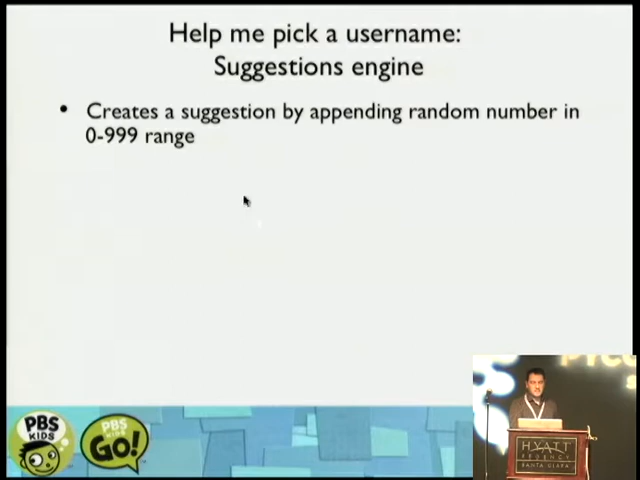 Help me pick a username:
Suggestions engine
• Creates a suggestion by appending random number in
0-999 range
PBS
KIDS
PBS
KIDS
GO!
HYATT
REGENCY
SANTA CLARA